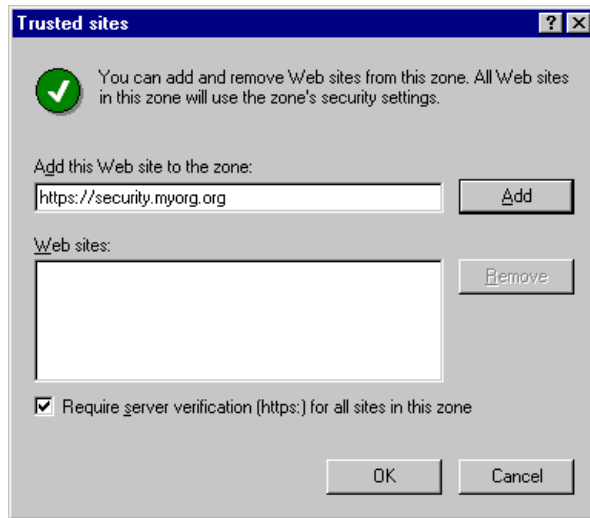 Trusted sites
You can add and remove Web sites from this zone. All Web sites
in this zone will use the zone's security settings.
Add this Web site to the zone:
https://security.myorg.org
Add
Web sites:
Remove
Require server verification (https:) for all sites in this zone
OK
Cancel